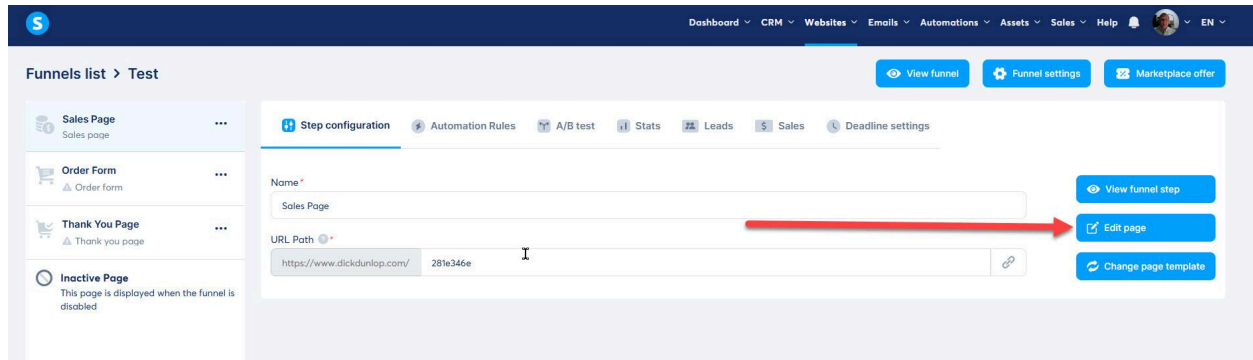 S
Dashboard CRM Websites Emails Automations Assets Sales Help EN
Funnels list > Test
View funnel
Funnel settings
Marketplace offer
Sales Page
Sales page
Order Form
Order form
Thank You Page
Thank you page
Inactive Page
This page is displayed when the funnel is
disabled
Step configuration
Automation Rules
A/B test
Stats
Leads
Sales
Deadline settings
Name*
Sales Page
URL Path ?*
https://www.dickdunlop.com/ 281e346e
View funnel step
Edit page
Change page template